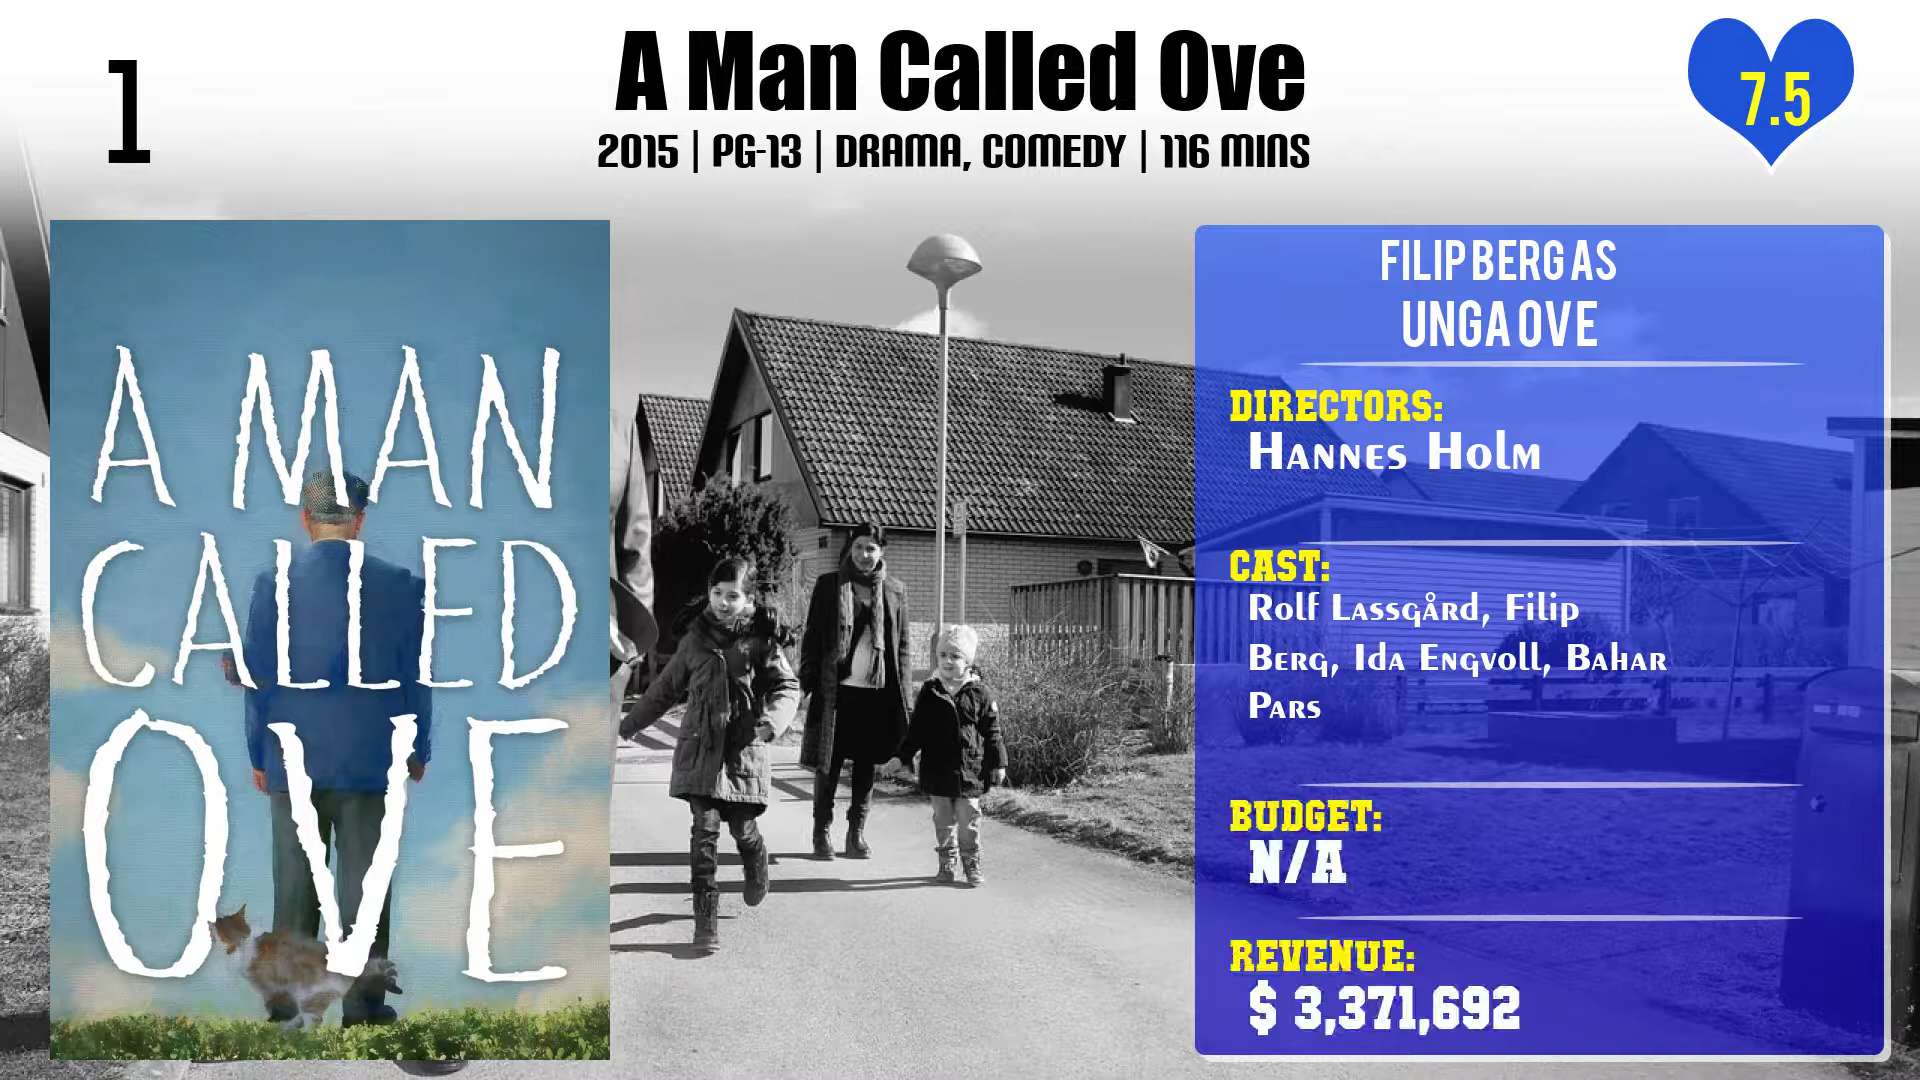 1
A Man Called Ove
2015 | PG-13 | DRAMA, COMEDY | 116 MINS
7.5
A MAN
CALLED
OVE
FILIP BERG AS
UNGA OVE
DIRECTORS:
Hannes Holm
CAST:
Rolf Lassgård, Filip
Berg, Ida Engvoll, Bahar
Pars
BUDGET:
N/A
REVENUE:
$ 3,371,692